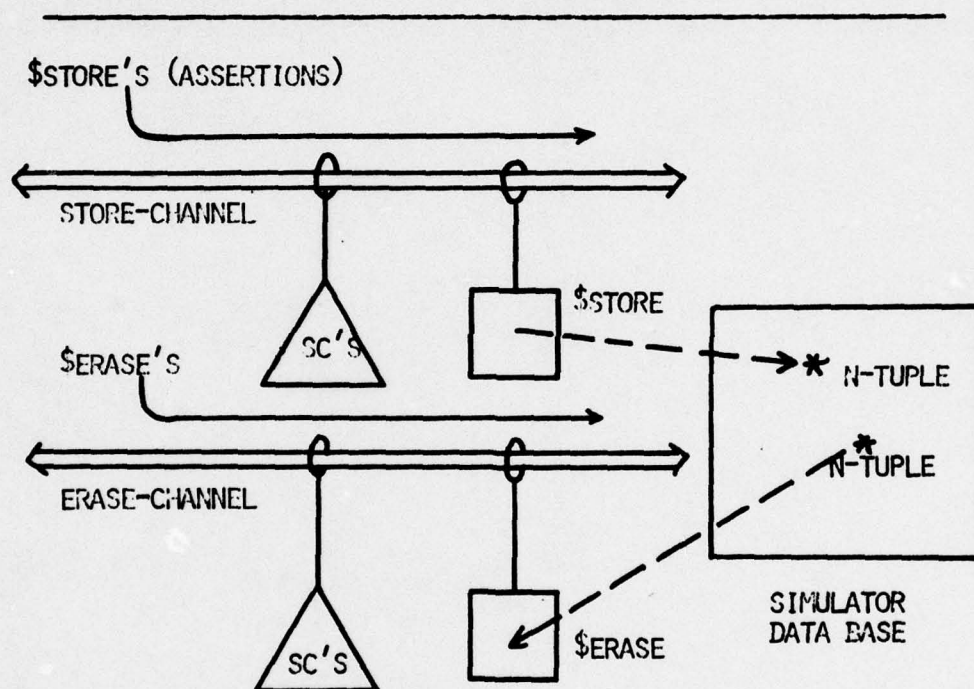 $STORE'S (ASSERTIONS)
STORE-CHANNEL
$STORE
SC'S
$ERASE'S
* N-TUPLE
* N-TUPLE
ERASE-CHANNEL
SIMULATOR
DATA BASE
$ERASE
SC'S